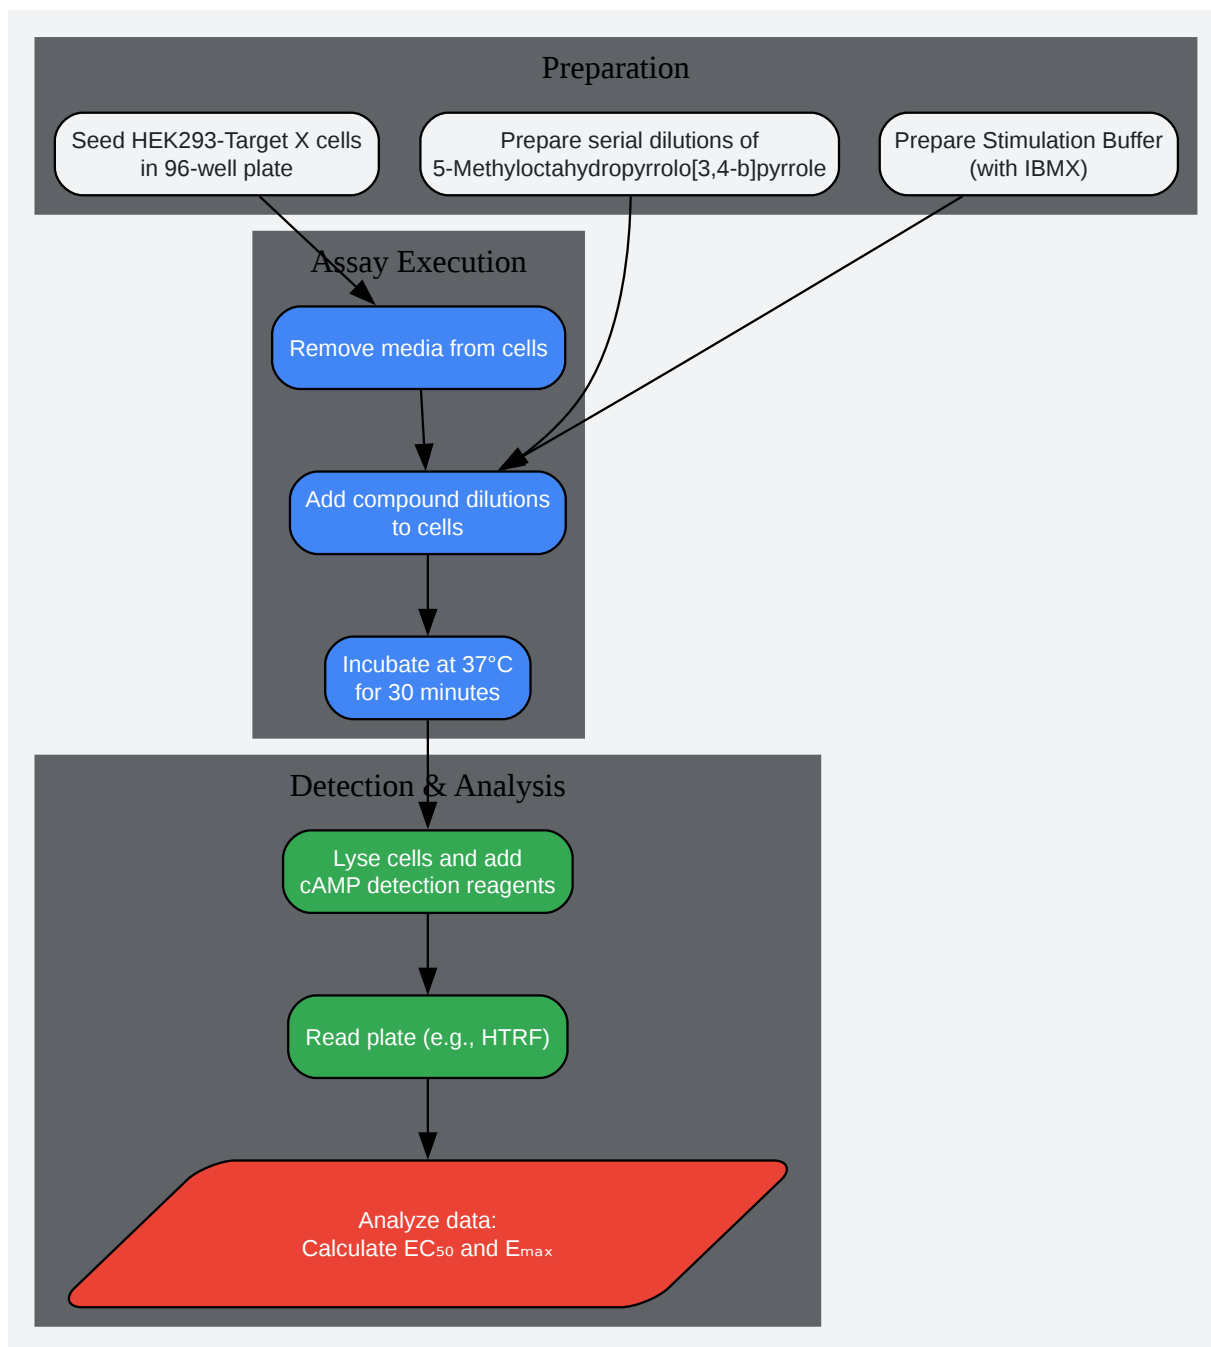 Preparation
Seed HEK293-Target X cells
in 96-well plate
Prepare serial dilutions of
5-Methyloctahydropyrrolo[3,4-b]pyrrole
Prepare Stimulation Buffer
(with IBMX)
Assay Execution
Remove media from cells
Add compound dilutions
to cells
Incubate at 37°C
for 30 minutes
Detection & Analysis
Lyse cells and add
cAMP detection reagents
Read plate (e.g., HTRF)
Analyze data:
Calculate EC₅₀ and Eₘₐₓ